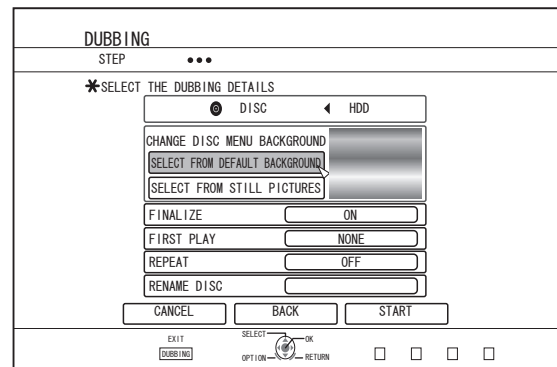 DUBBING
STEP
SELECT THE DUBBING DETAILS
DISC HDD
CHANGE DISC MENU BACKGROUND
SELECT FROM DEFAULT BACKGROUND
SELECT FROM STILL PICTURES
FINALIZE ON
FIRST PLAY NONE
REPEAT OFF
RENAME DISC
CANCEL BACK START
EXIT SELECT OK
DUBBING OPTION RETURN